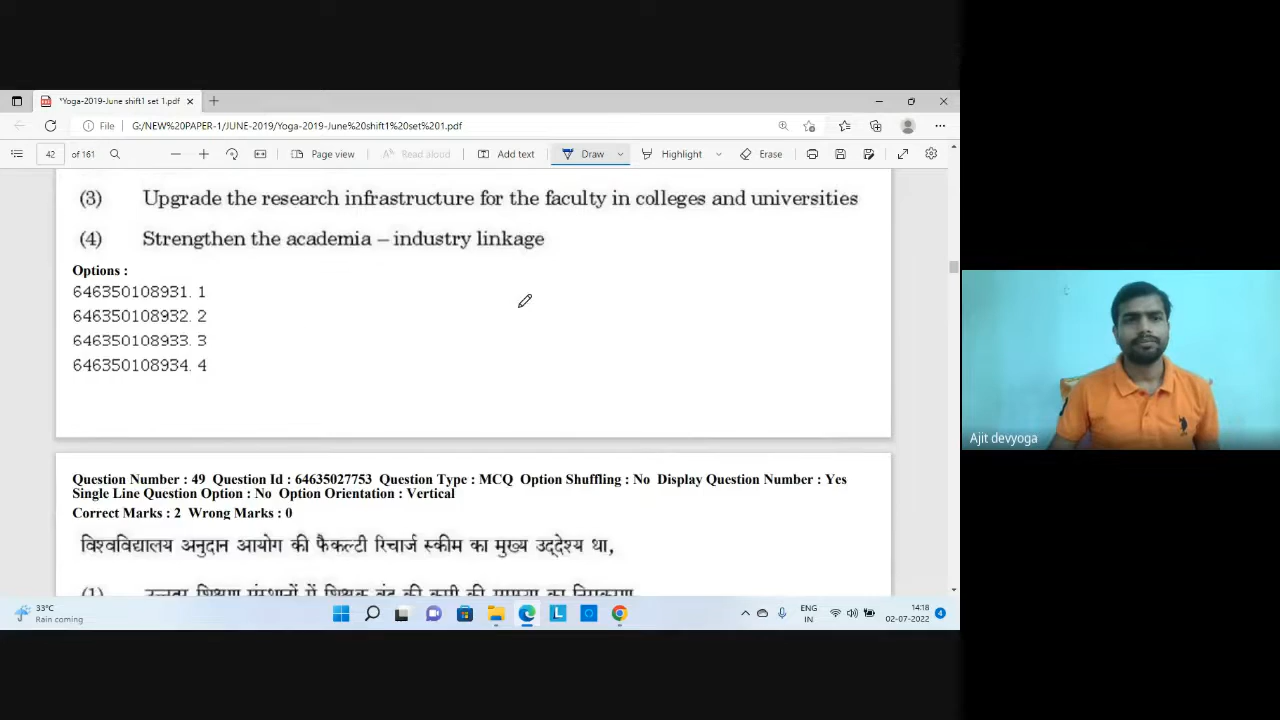 *Yoga-2019-June shift1 set 1.pdf
File G:/NEW%20PAPER-1/JUNE-2019/Yoga-2019-June%20shift1%20set%201.pdf
42 of 161 Page view Read aloud Add text Draw Highlight Erase
(3) Upgrade the research infrastructure for the faculty in colleges and universities
(4) Strengthen the academia – industry linkage
Options :
646350108931. 1
646350108932. 2
646350108933. 3
646350108934. 4
Question Number : 49 Question Id : 64635027753 Question Type : MCQ Option Shuffling : No Display Question Number : Yes
Single Line Question Option : No Option Orientation : Vertical
Correct Marks : 2 Wrong Marks : 0
विश्वविद्यालय अनुदान आयोग की फैकल्टी रिचार्ज स्कीम का मुख्य उद्देश्य था,
(1)
Ajit devyoga
33°C
Rain coming
ENG
IN
14:18
02-07-2022
4